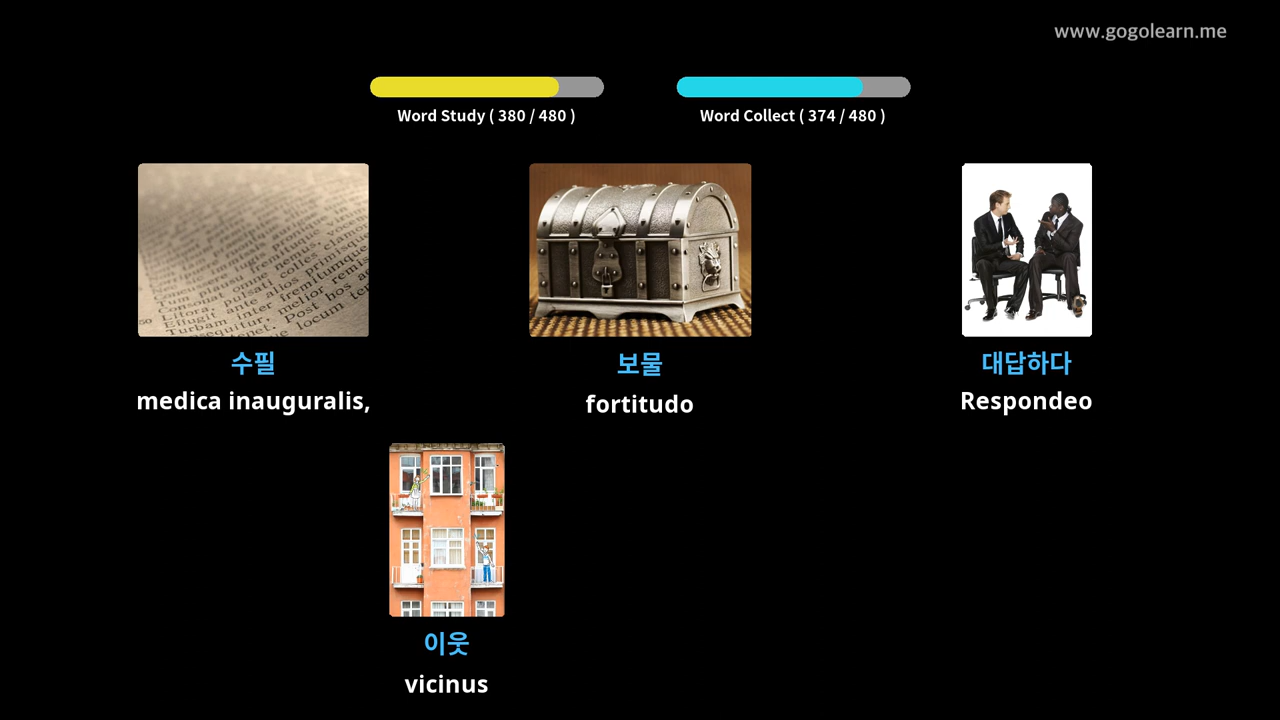 www.gogolearn.me
Word Study ( 380 / 480 )
Word Collect ( 374 / 480 )
수필
medica inauguralis,
보물
fortitudo
대답하다
Respondeo
이웃
vicinus